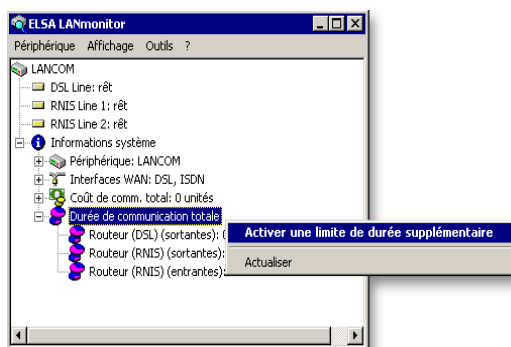 ELSA LANmonitor
Périphérique Affichage Outils ?
LANCOM
DSL Line: rêt
RNIS Line 1: rêt
RNIS Line 2: rêt
Informations système
Périphérique: LANCOM
Interfaces WAN: DSL, ISDN
Coût de comm. total: 0 unités
Durée de communication totale
Routeur (DSL) (sortantes):
Activer une limite de durée supplémentaire
Routeur (RNIS) (sortantes):
Actualiser
Routeur (RNIS) (entrantes):